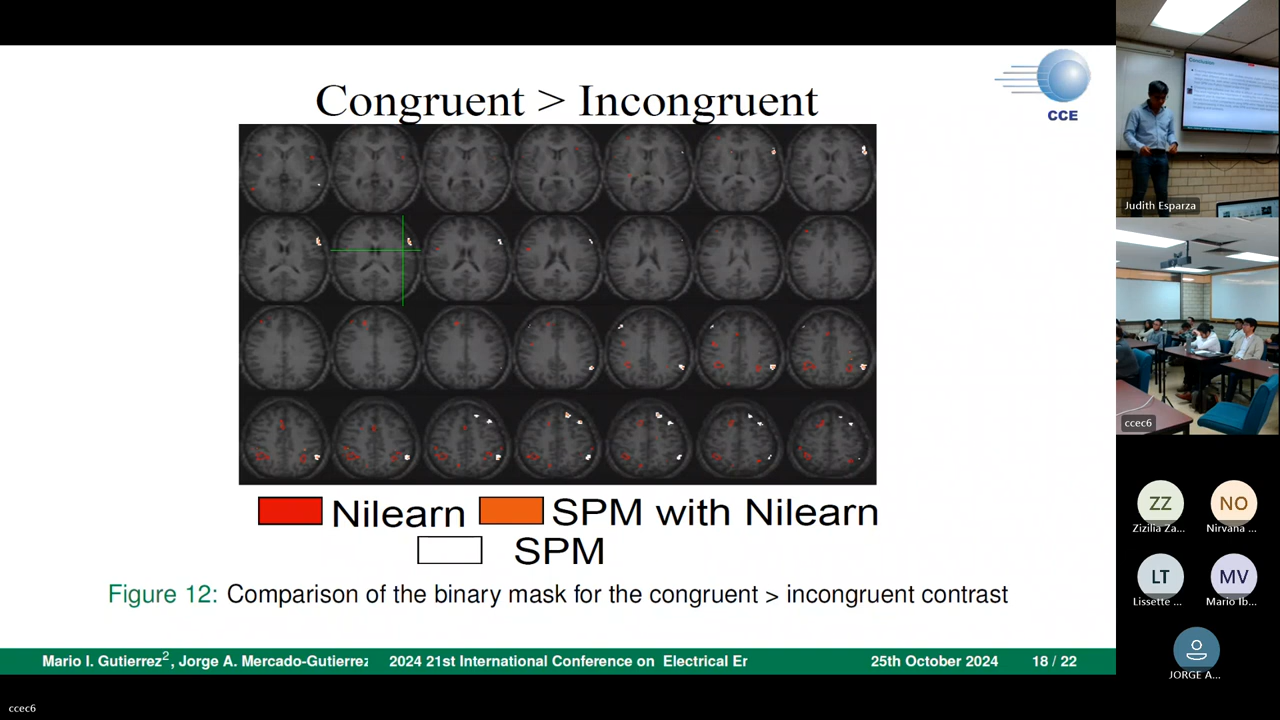 Congruent > Incongruent
CCE
Nilearn
SPM with Nilearn
SPM
Figure 12: Comparison of the binary mask for the congruent > incongruent contrast
Mario I. Gutierrez2, Jorge A. Mercado-Gutierrez
2024 21st International Conference on Electrical Er
25th October 2024
18 / 22
Conclusion
Judith Esparza
ccec6
ZZ
Zizilia Za...
NO
Nirvana ...
LT
Lissette ...
MV
Mario Ib...
JORGE A...
ccec6